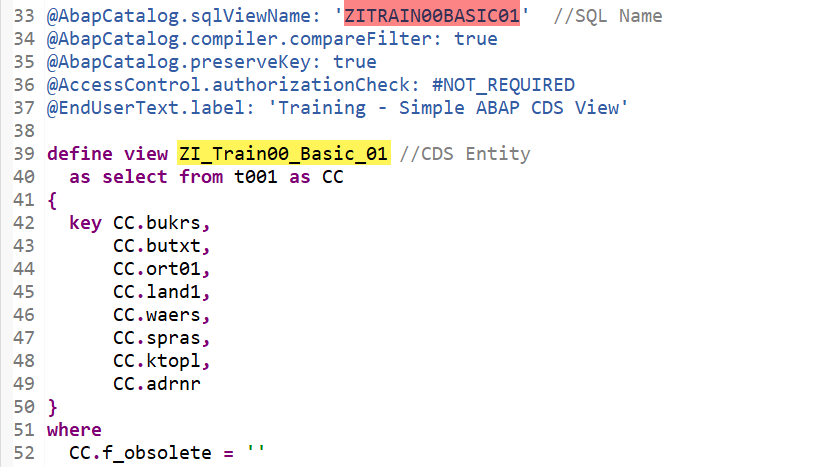 33 @AbapCatalog.sqlViewName: 'ZITRAIN00BASIC01'  //SQL Name
34 @AbapCatalog.compiler.compareFilter: true
35 @AbapCatalog.preserveKey: true
36 @AccessControl.authorizationCheck: #NOT_REQUIRED
37 @EndUserText.label: 'Training - Simple ABAP CDS View'
38
39 define view ZI_Train00_Basic_01 //CDS Entity
40   as select from t001 as CC
41 {
42   key CC.bukrs,
43       CC.butxt,
44       CC.ort01,
45       CC.land1,
46       CC.waers,
47       CC.spras,
48       CC.ktopl,
49       CC.adrnr
50 }
51 where
52   CC.f_obsolete = ''